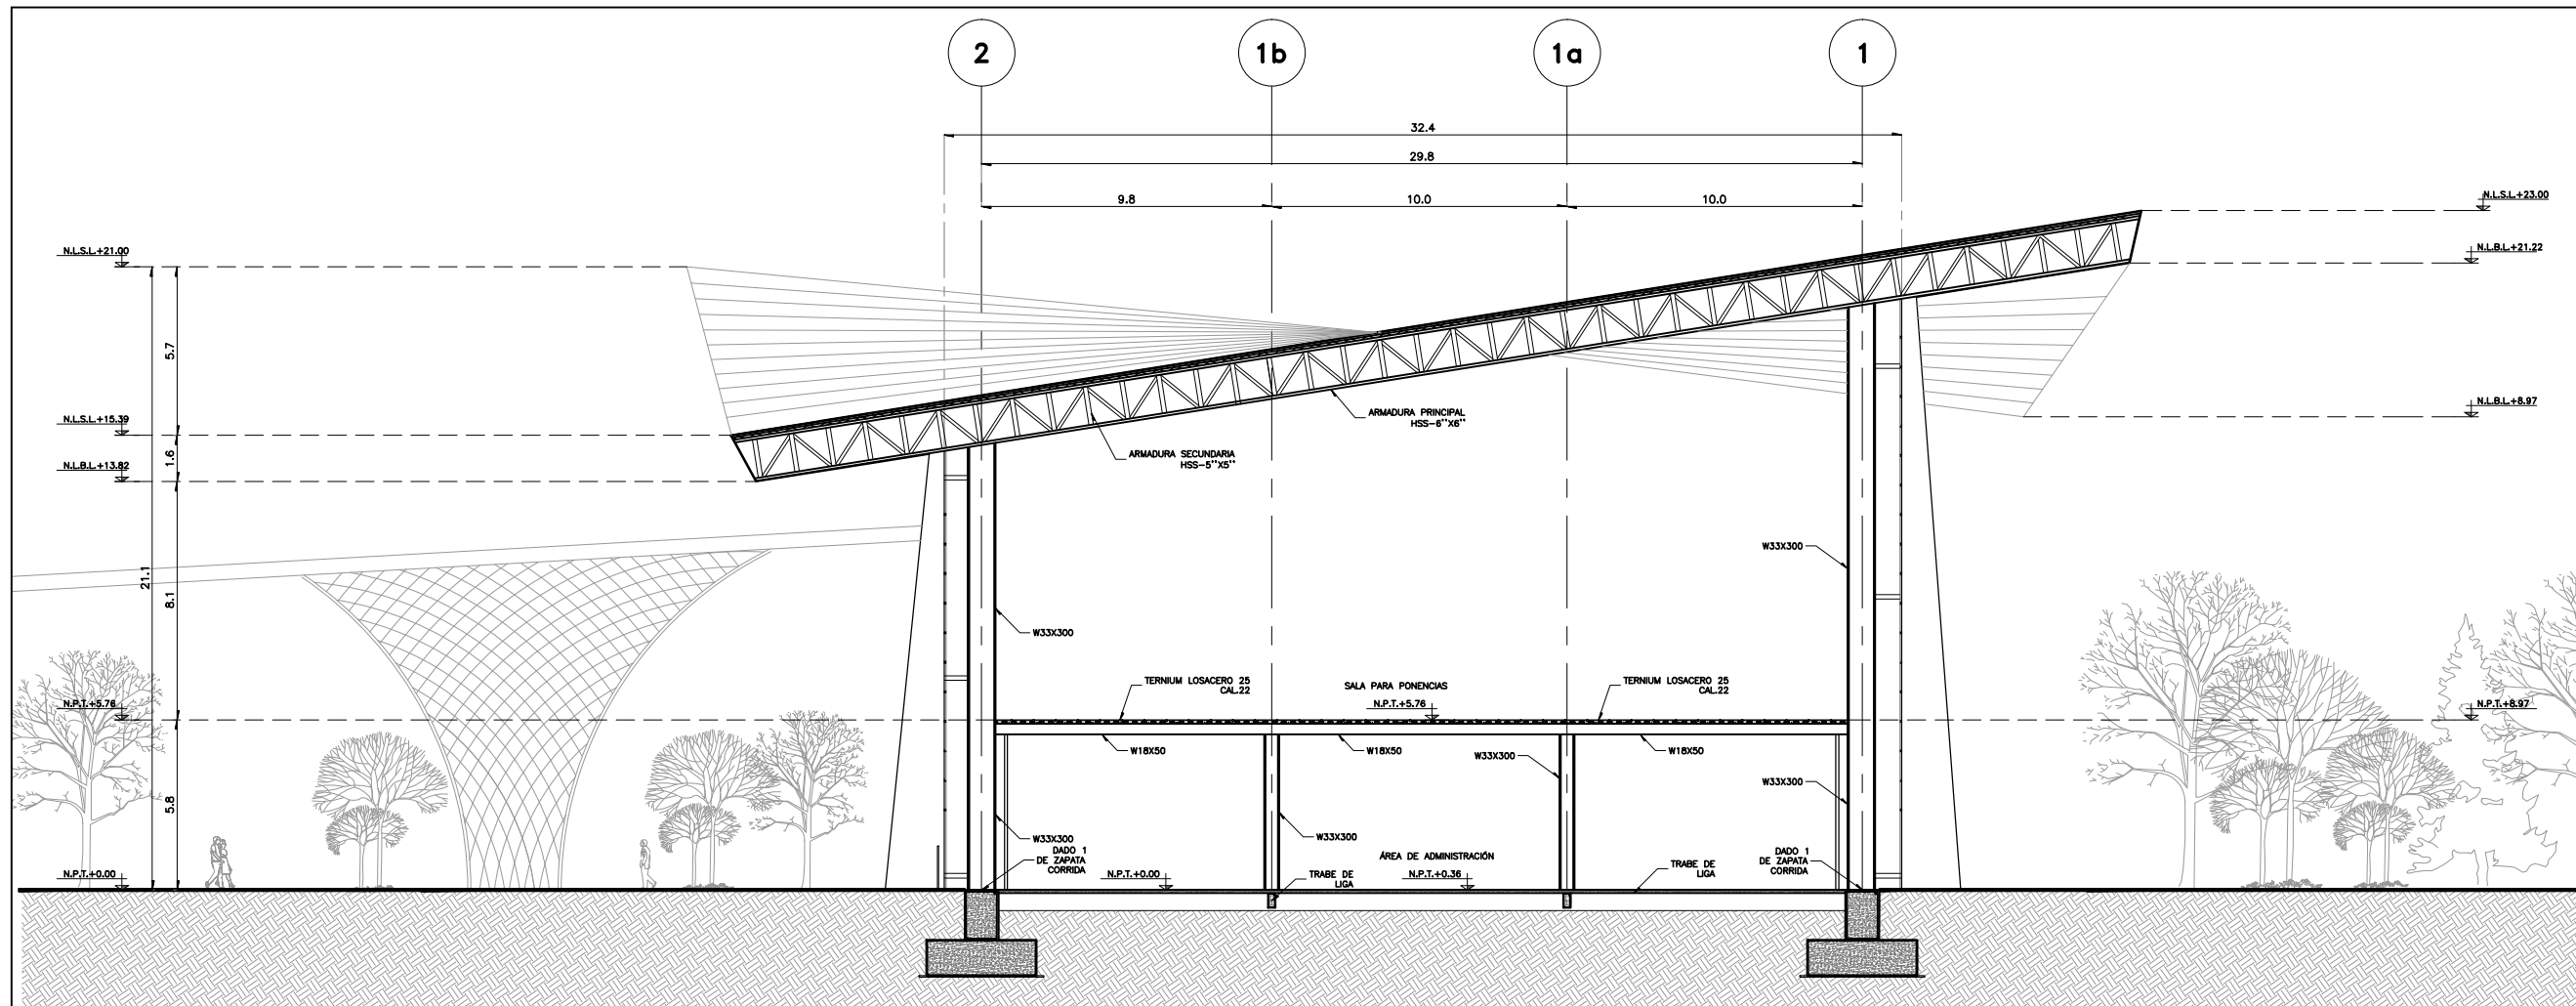 2
1b
1a
1
32.4
29.8
9.8
10.0
10.0
N.L.S.L.+23.00
N.L.B.L.+21.22
N.L.S.L.+21.00
5.7
N.L.S.L.+15.39
1.6
N.L.B.L.+13.82
N.L.B.L.+8.97
ARMADURA PRINCIPAL
HSS-6''X6''
ARMADURA SECUNDARIA
HSS-5''X5''
21.1
8.1
W33X300
W33X300
TERNIUM LOSACERO 25
CAL.22
SALA PARA PONENCIAS
TERNIUM LOSACERO 25
CAL.22
N.P.T.+5.76
N.P.T.+5.76
N.P.T.+8.97
W18X50
W18X50
W33X300
W18X50
W33X300
5.8
W33X300
W33X300
DADO 1
DE ZAPATA
CORRIDA
ÁREA DE ADMINISTRACIÓN
TRABE DE
LIGA
DADO 1
DE ZAPATA
CORRIDA
N.P.T.+0.00
N.P.T.+0.00
TRABE DE
LIGA
N.P.T.+0.36